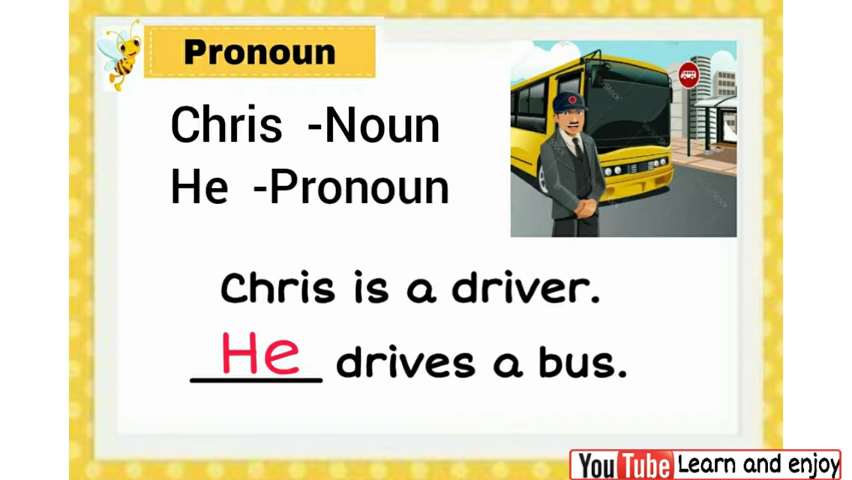 Pronoun
Chris -Noun
He -Pronoun
Chris is a driver.
He drives a bus.
YouTube Learn and enjoy